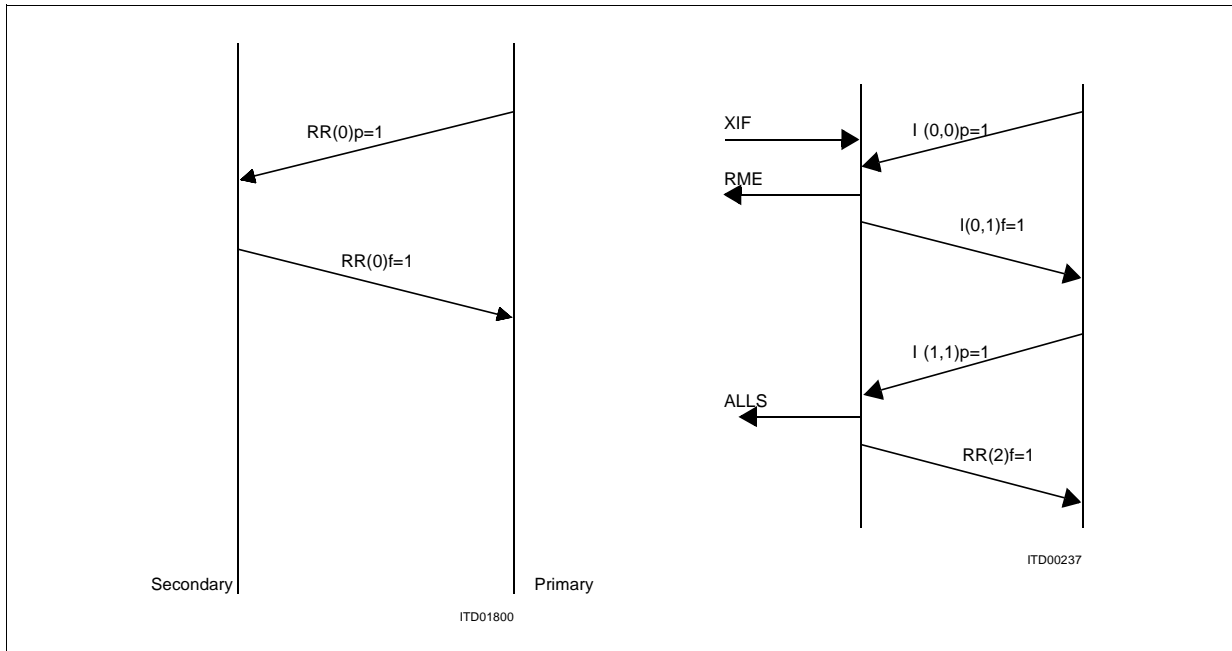 RR(0)p=1
RR(0)f=1
Secondary
Primary
ITD01800
XIF
I (0,0)p=1
RME
I(0,1)f=1
I (1,1)p=1
ALLS
RR(2)f=1
ITD00237